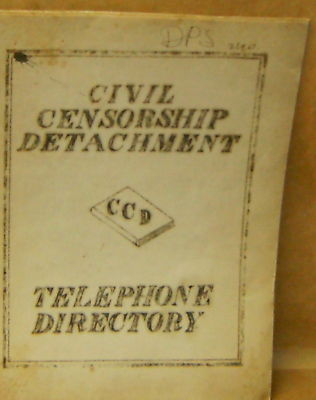 DPS
CIVIL
CENSORSHIP
DETACHMENT
CCD
TELEPHONE
DIRECTORY